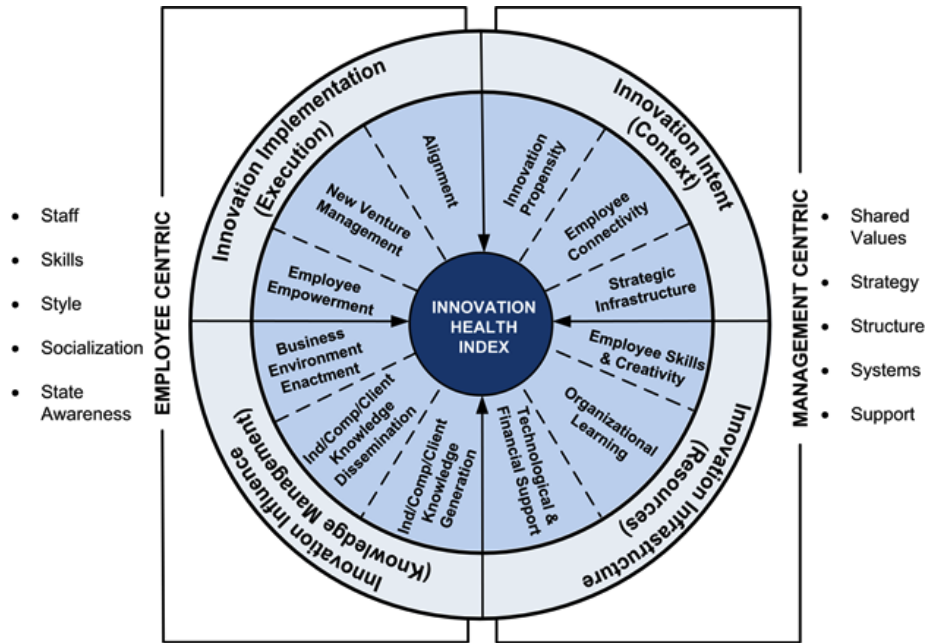 Innovation Implementation
(Execution)
Innovation Intent
(Context)
Alignment
Innovation
Propensity
New Venture
Management
Employee
Connectivity
Employee
Empowerment
Strategic
Infrastructure
INNOVATION
HEALTH
INDEX
Business
Environment
Enactment
Employee Skills
& Creativity
Ind/Comp/Client
Knowledge
Dissemination
Organizational
Learning
Ind/Comp/Client
Knowledge
Generation
Technological &
Financial Support
Innovation Influence
(Knowledge Management)
Innovation Infrastructure
(Resources)
EMPLOYEE CENTRIC
• Staff
• Skills
• Style
• Socialization
• State
Awareness
MANAGEMENT CENTRIC
• Shared
Values
• Strategy
• Structure
• Systems
• Support